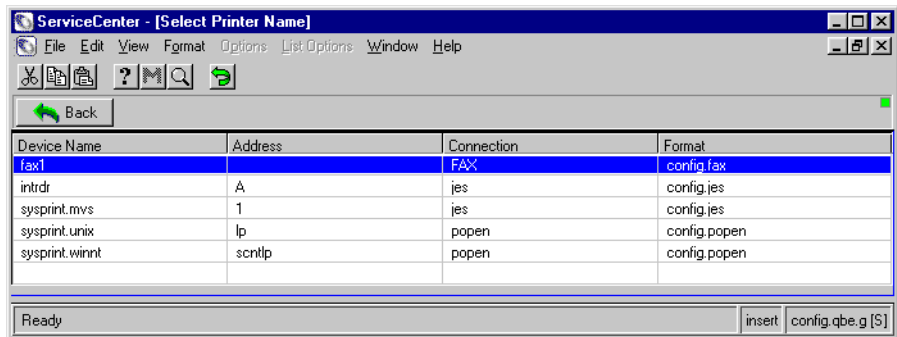 ServiceCenter - [Select Printer Name]
File Edit View Format Options List Options Window Help
? M
Back
Device Name Address Connection Format
fax1 FAX config.fax
intrdr A jes config.jes
sysprint.mvs 1 jes config.jes
sysprint.unix lp popen config.popen
sysprint.winnt scntlp popen config.popen
Ready insert config.qbe.g [S]